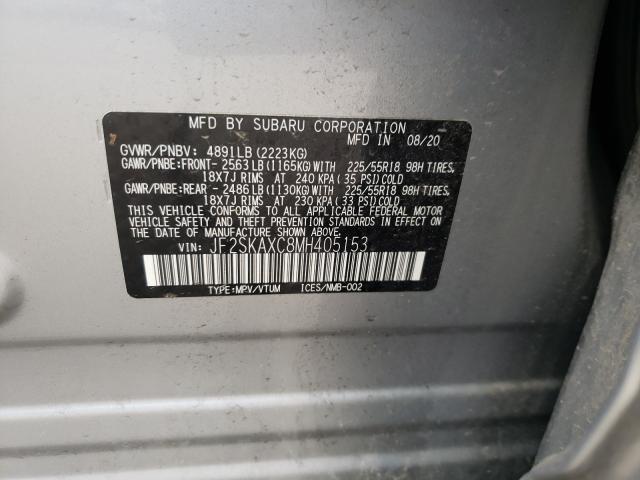 MFD BY SUBARU CORPORATION
MFD IN 08/20
GVWR/PNBV: 4891LB (2223KG)
GAWR/PNBE:FRONT- 2563LB (1165KG) WITH 225/55R18 98H TIRES,
18X7J RIMS AT 240 KPA (35 PSI) COLD
GAWR/PNBE:REAR - 2486LB (1130KG) WITH 225/55R18 98H TIRES,
18X7J RIMS AT 230 KPA (33 PSI) COLD
THIS VEHICLE CONFORMS TO ALL APPLICABLE FEDERAL MOTOR
VEHICLE SAFETY AND THEFT PREVENTION STANDARDS IN EFFECT ON
THE DATE OF MANUFACTURE SHOWN ABOVE.
VIN: JF2SKAXC8MH405153
TYPE:MPV/VTUM ICES/NMB-002